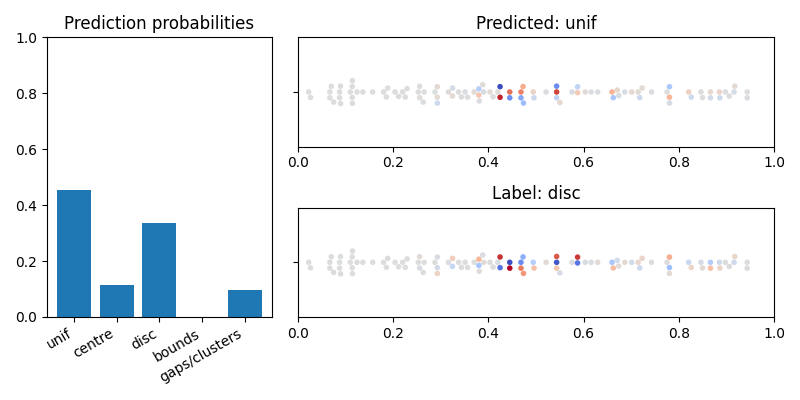 Prediction probabilities
1.0
0.8
0.6
0.4
0.2
0.0
unif
centre
disc
bounds
gaps/clusters
Predicted: unif
0.0 0.2 0.4 0.6 0.8 1.0
Label: disc
0.0 0.2 0.4 0.6 0.8 1.0